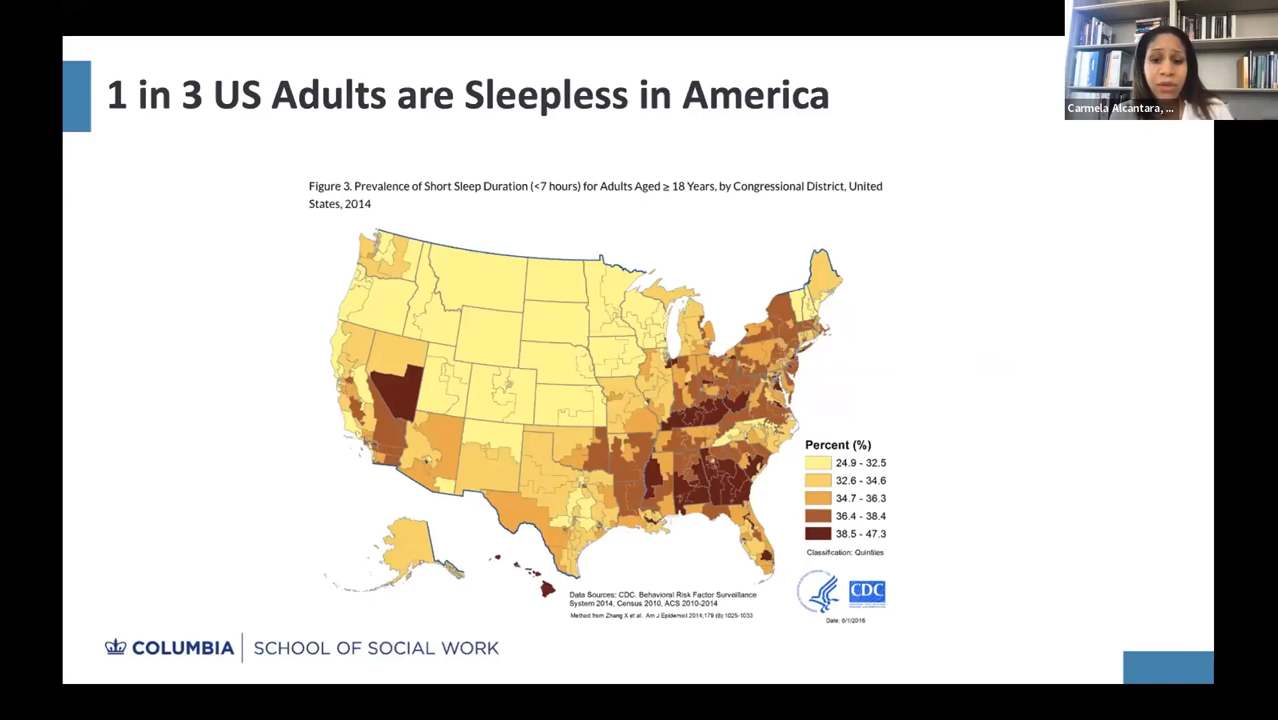 1 in 3 US Adults are Sleepless in America
Carmela Alcantara, ...
Figure 3. Prevalence of Short Sleep Duration (<7 hours) for Adults Aged ≥ 18 Years, by Congressional District, United
States, 2014
Percent (%)
24.9 - 32.5
32.6 - 34.6
34.7 - 36.3
36.4 - 38.4
38.5 - 47.3
Classification: Quintiles
CDC
Date: 6/1/2016
Data Sources: CDC. Behavioral Risk Factor Surveillance
System 2014, Census 2010, ACS 2010-2014
Method from Zhang X et al. Am J Epidemiol 2014;179 (8):1025-1033
COLUMBIA | SCHOOL OF SOCIAL WORK